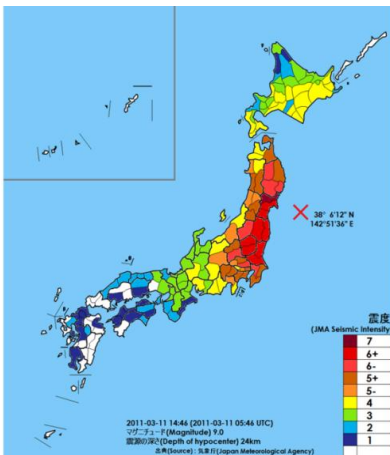 38° 6'12" N
142°51'36" E
震度
(JMA Seismic Intensity)
7
6+
6-
5+
5-
4
3
2
1
2011-03-11 14:46 (2011-03-11 05:46 UTC)
マグニチュード(Magnitude) 9.0
震源の深さ(Depth of hypocenter) 24km
出典(Source) : 気象庁(Japan Meteorological Agency)